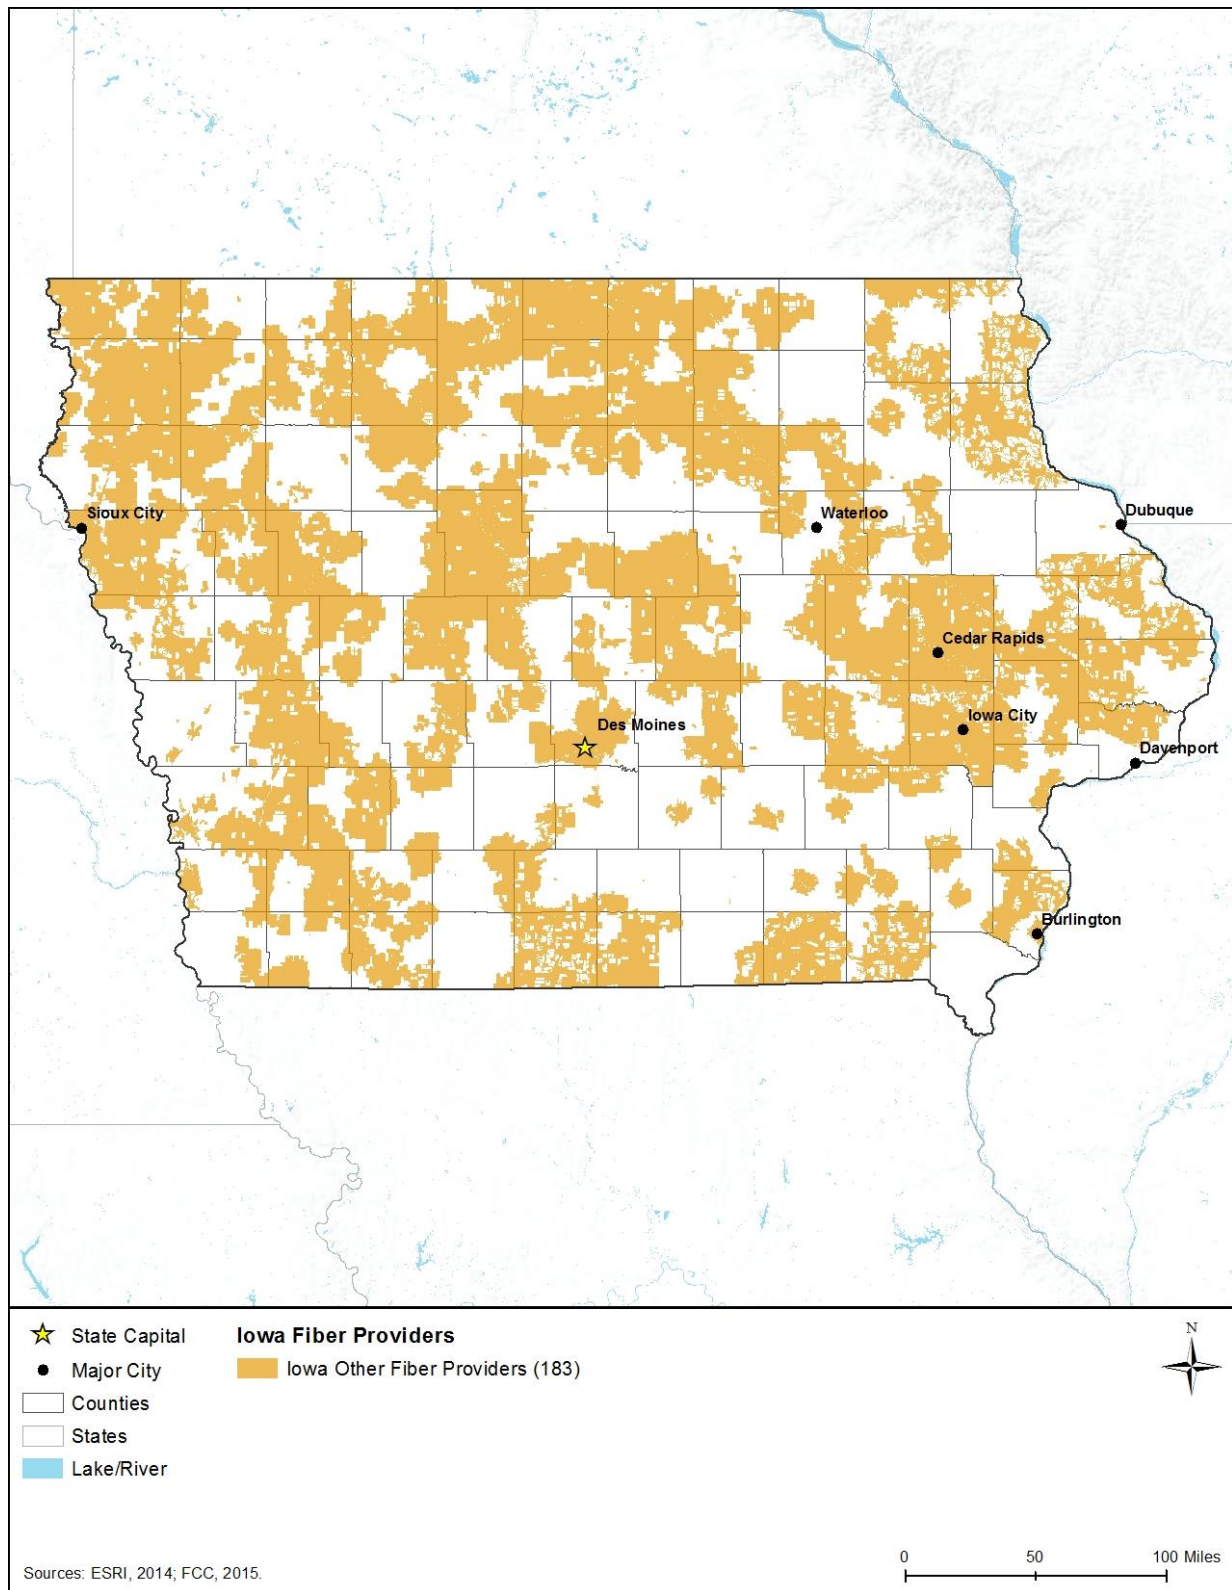 Sioux City
Waterloo
Dubuque
Cedar Rapids
Iowa City
Des Moines
Davenport
Burlington
State Capital
Major City
Counties
States
Lake/River
Iowa Fiber Providers
Iowa Other Fiber Providers (183)
N
0 50 100 Miles
Sources: ESRI, 2014; FCC, 2015.